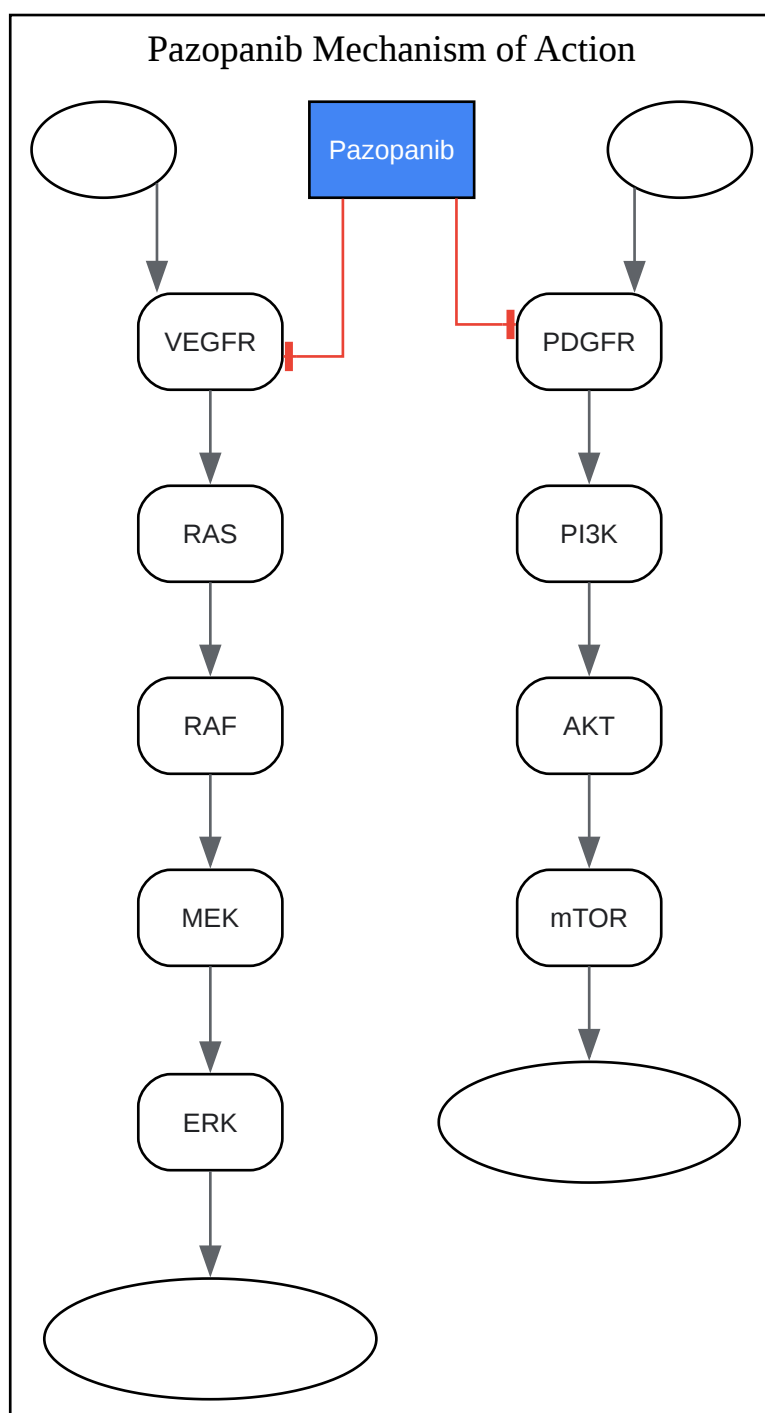 Pazopanib Mechanism of Action
Pazopanib
VEGFR
PDGFR
RAS
PI3K
RAF
AKT
MEK
mTOR
ERK